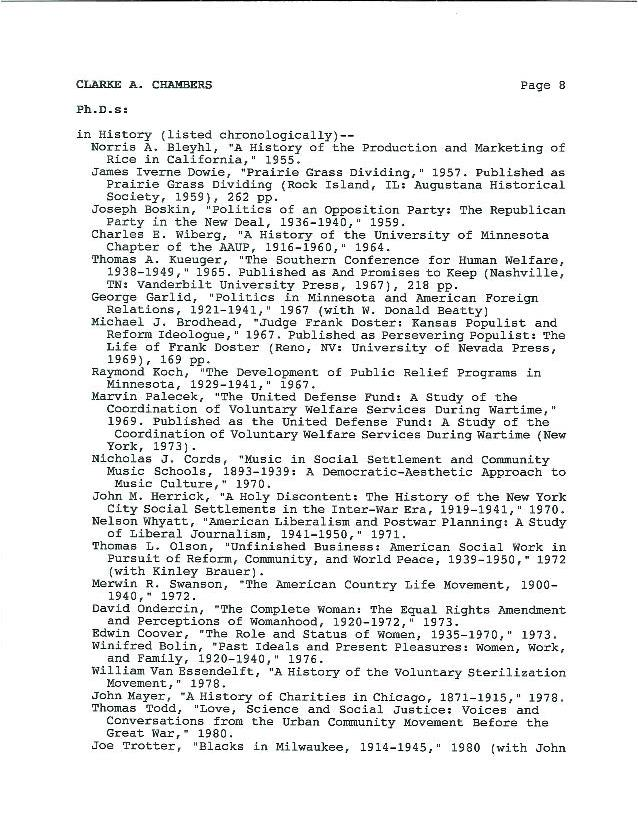 CLARKE A. CHAMBERS Page 8
Ph.D.s:
in History (listed chronologically)--
Norris A. Bleyhl, "A History of the Production and Marketing of
Rice in California," 1955.
James Iverne Dowie, "Prairie Grass Dividing," 1957. Published as
Prairie Grass Dividing (Rock Island, IL: Augustana Historical
Society, 1959), 262 pp.
Joseph Boskin, "Politics of an Opposition Party: The Republican
Party in the New Deal, 1936-1940," 1959.
Charles E. Wiberg, "A History of the University of Minnesota
Chapter of the AAUP, 1916-1960," 1964.
Thomas A. Kueuger, "The Southern Conference for Human Welfare,
1938-1949," 1965. Published as And Promises to Keep (Nashville,
TN: Vanderbilt University Press, 1967), 218 pp.
George Garlid, "Politics in Minnesota and American Foreign
Relations, 1921-1941," 1967 (with W. Donald Beatty)
Michael J. Brodhead, "Judge Frank Doster: Kansas Populist and
Reform Ideologue," 1967. Published as Persevering Populist: The
Life of Frank Doster (Reno, NV: University of Nevada Press,
1969), 169 pp.
Raymond Koch, "The Development of Public Relief Programs in
Minnesota, 1929-1941," 1967.
Marvin Palecek, "The United Defense Fund: A Study of the
Coordination of Voluntary Welfare Services During Wartime,"
1969. Published as the United Defense Fund: A Study of the
Coordination of Voluntary Welfare Services During Wartime (New
York, 1973).
Nicholas J. Cords, "Music in Social Settlement and Community
Music Schools, 1893-1939: A Democratic-Aesthetic Approach to
Music Culture," 1970.
John M. Herrick, "A Holy Discontent: The History of the New York
City Social Settlements in the Inter-War Era, 1919-1941," 1970.
Nelson Whyatt, "American Liberalism and Postwar Planning: A Study
of Liberal Journalism, 1941-1950," 1971.
Thomas L. Olson, "Unfinished Business: American Social Work in
Pursuit of Reform, Community, and World Peace, 1939-1950," 1972
(with Kinley Brauer).
Merwin R. Swanson, "The American Country Life Movement, 1900-
1940," 1972.
David Ondercin, "The Complete Woman: The Equal Rights Amendment
and Perceptions of Womanhood, 1920-1972," 1973.
Edwin Coover, "The Role and Status of Women, 1935-1970," 1973.
Winifred Bolin, "Past Ideals and Present Pleasures: Women, Work,
and Family, 1920-1940," 1976.
William Van Essendelft, "A History of the Voluntary Sterilization
Movement," 1978.
John Mayer, "A History of Charities in Chicago, 1871-1915," 1978.
Thomas Todd, "Love, Science and Social Justice: Voices and
Conversations from the Urban Community Movement Before the
Great War," 1980.
Joe Trotter, "Blacks in Milwaukee, 1914-1945," 1980 (with John